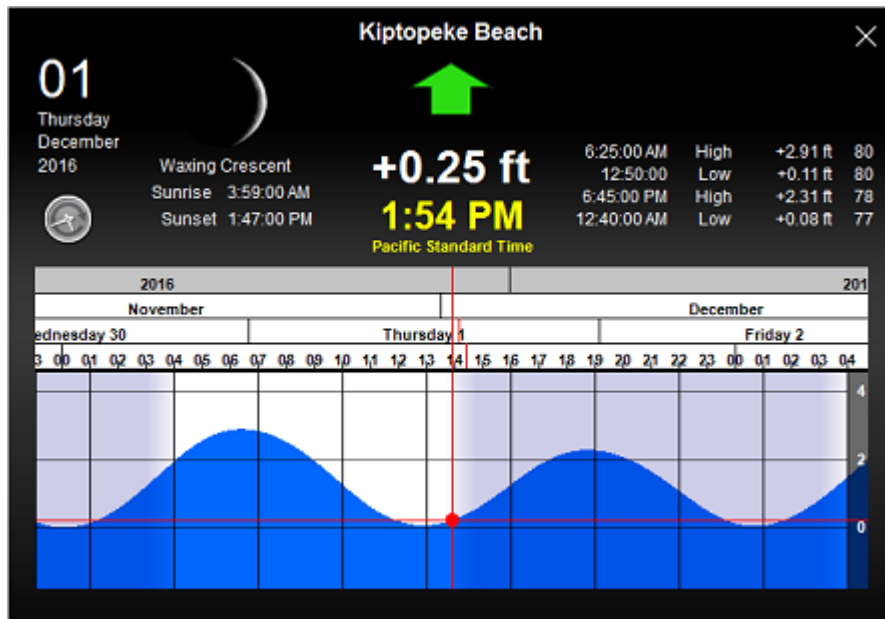 Kiptopeke Beach
01
Thursday
December
2016
Waxing Crescent
Sunrise 3:59:00 AM
Sunset 1:47:00 PM
+0.25 ft
1:54 PM
Pacific Standard Time
6:25:00 AM High +2.91 ft 80
12:50:00 Low +0.11 ft 80
6:45:00 PM High +2.31 ft 78
12:40:00 AM Low +0.08 ft 77
2016 201
November December
ednesday 30 Thursday 1 Friday 2
3 00 01 02 03 04 05 06 07 08 09 10 11 12 13 14 15 16 17 18 19 20 21 22 23 00 01 02 03 04
4
2
0